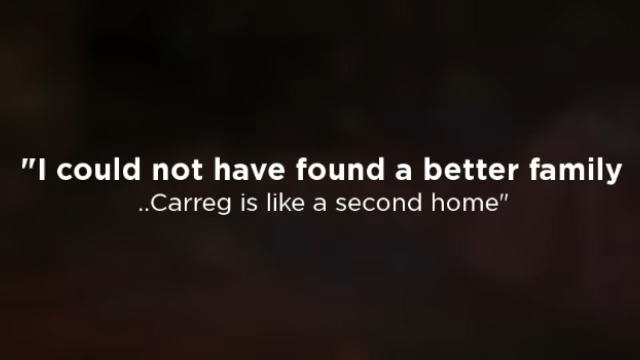 "I could not have found a better family
..Carreg is like a second home"